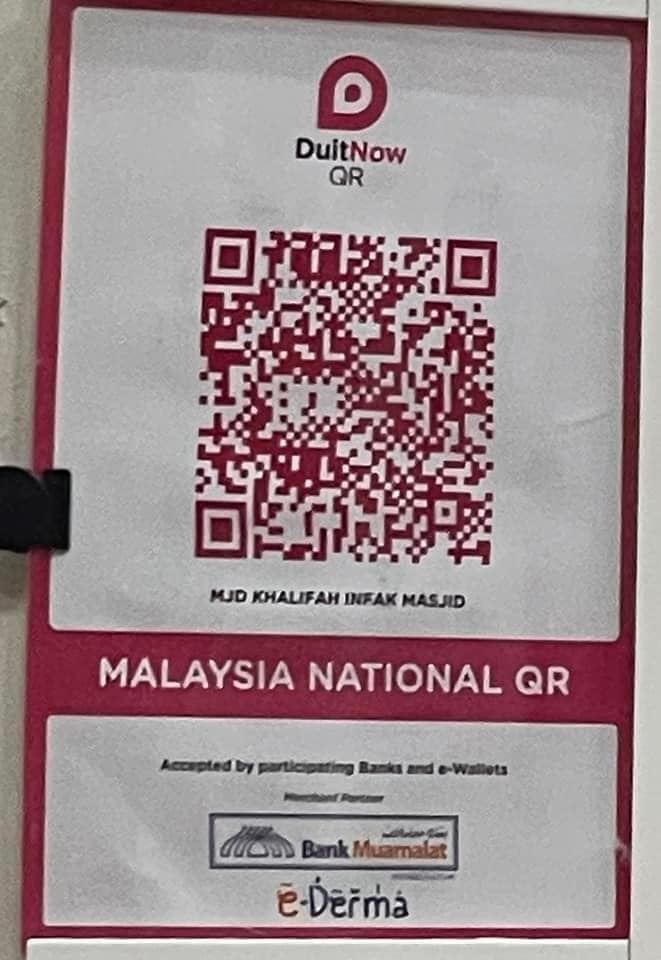 DuitNow
QR
MJD KHALIFAH INFAK MASJID
MALAYSIA NATIONAL QR
Accepted by participating Banks and e-Wallets
Merchant Partner
Bank Muamalat
e-Derma